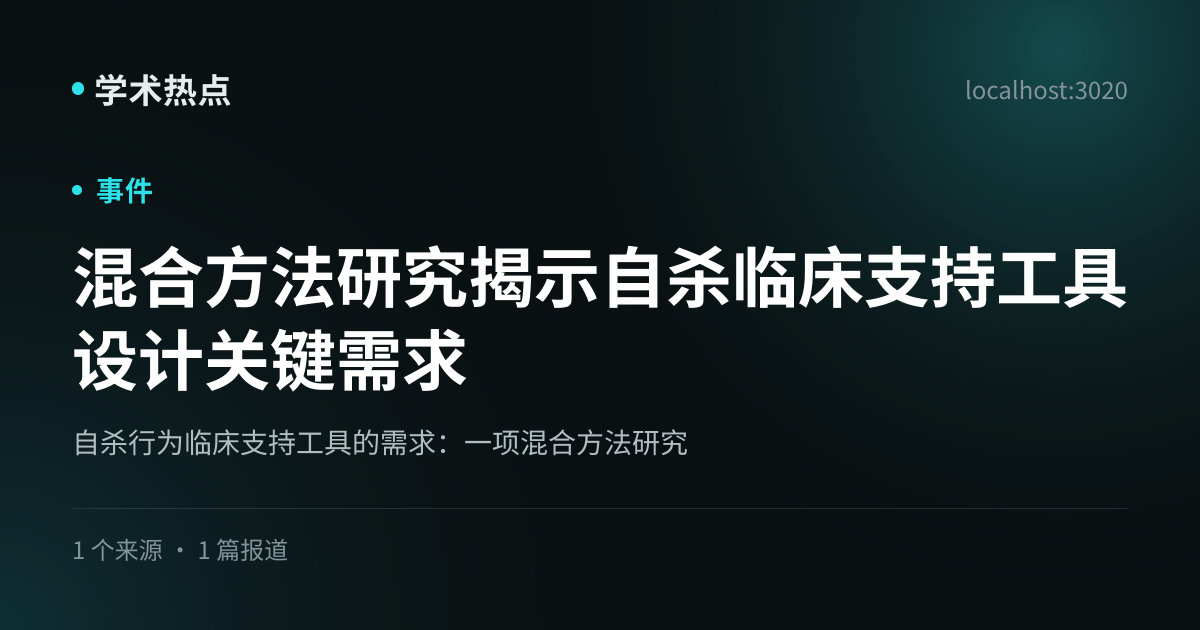 学术热点
localhost:3020
事件
混合方法研究揭示自杀临床支持工具
设计关键需求
自杀行为临床支持工具的需求：一项混合方法研究
1 个来源 · 1 篇报道